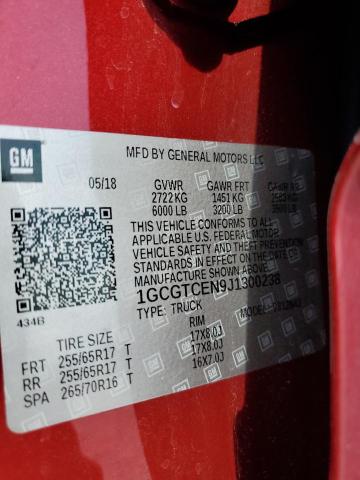 GM
MFD BY GENERAL MOTORS LLC
05/18 GVWR GAWR FRT GAWR RR
2722 KG 1451 KG
6000 LB 3200 LB
THIS VEHICLE CONFORMS TO ALL
APPLICABLE U.S. FEDERAL MOTOR
VEHICLE SAFETY AND THEFT PREVENTION
STANDARDS IN EFFECT ON THE DATE OF
MANUFACTURE SHOWN ABOVE.
1GCGTCEN9J1300238
434B TYPE: TRUCK
TIRE SIZE RIM
FRT 255/65R17 T 17X8.0J
RR 255/65R17 T 17X8.0J
SPA 265/70R16 T 16X7.0J